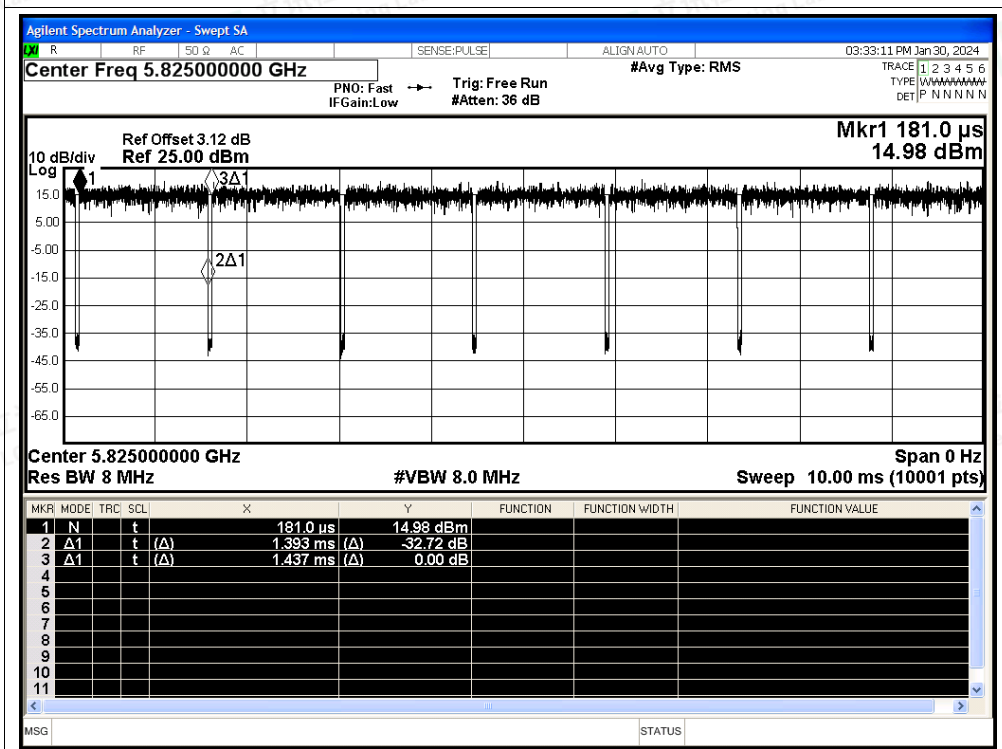 Agilent Spectrum Analyzer - Swept SA
LXI R RF 50 Ω AC SENSE:PULSE ALIGN AUTO 03:33:11 PM Jan 30, 2024
Center Freq 5.825000000 GHz
PNO: Fast
IFGain:Low
Trig: Free Run
#Atten: 36 dB
#Avg Type: RMS
TRACE 1 2 3 4 5 6
TYPE WWWWWW
DET P N N N N N
Mkr1 181.0 µs
14.98 dBm
Ref Offset 3.12 dB
10 dB/div Ref 25.00 dBm
Log
1
3Δ1
2Δ1
15.0
5.00
-5.00
-15.0
-25.0
-35.0
-45.0
-55.0
-65.0
Center 5.825000000 GHz Span 0 Hz
Res BW 8 MHz #VBW 8.0 MHz Sweep 10.00 ms (10001 pts)
MKR MODE TRC SCL X Y FUNCTION FUNCTION WIDTH FUNCTION VALUE
1 N t 181.0 µs 14.98 dBm
2 Δ1 t (Δ) 1.393 ms (Δ) -32.72 dB
3 Δ1 t (Δ) 1.437 ms (Δ) 0.00 dB
4
5
6
7
8
9
10
11
MSG STATUS